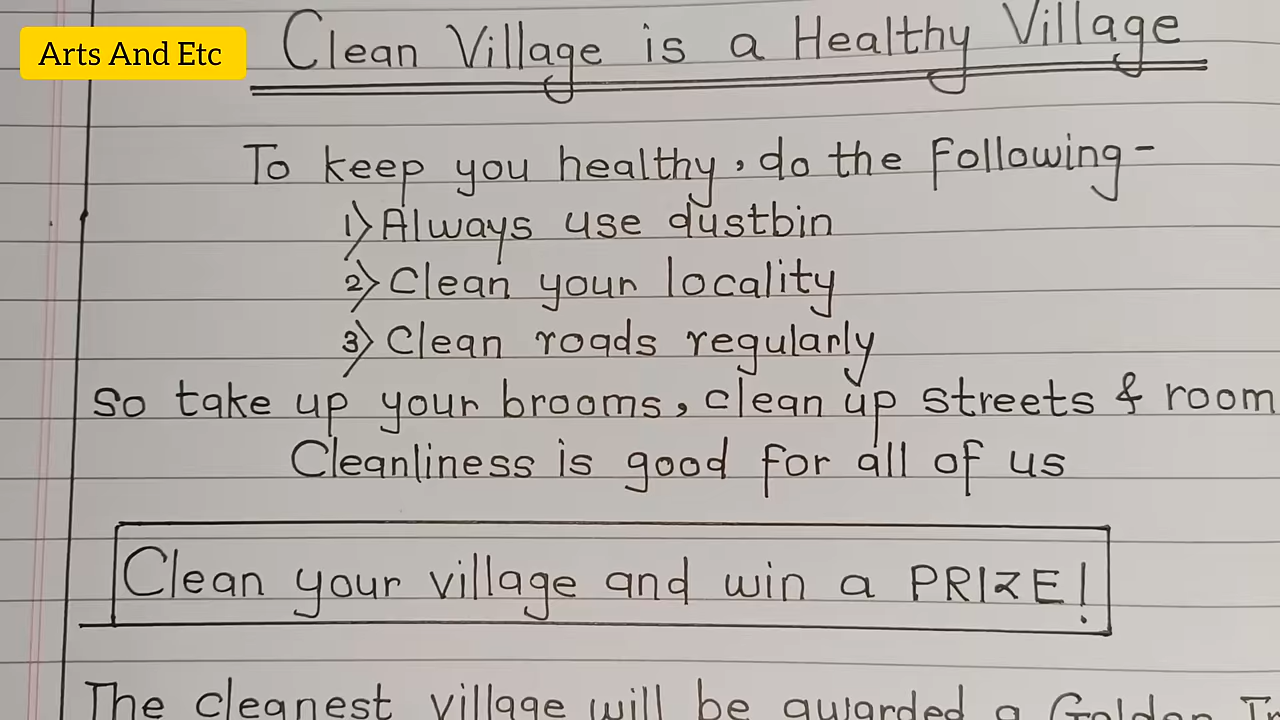 Arts And Etc
Clean Village is a Healthy Village
To keep you healthy, do the following-
1) Always use dustbin
2) Clean your locality
3) Clean roads regularly
So take up your brooms, clean up streets & room
Cleanliness is good for all of us
Clean your village and win a PRIZE!
The cleanest village will be awarded a Golden